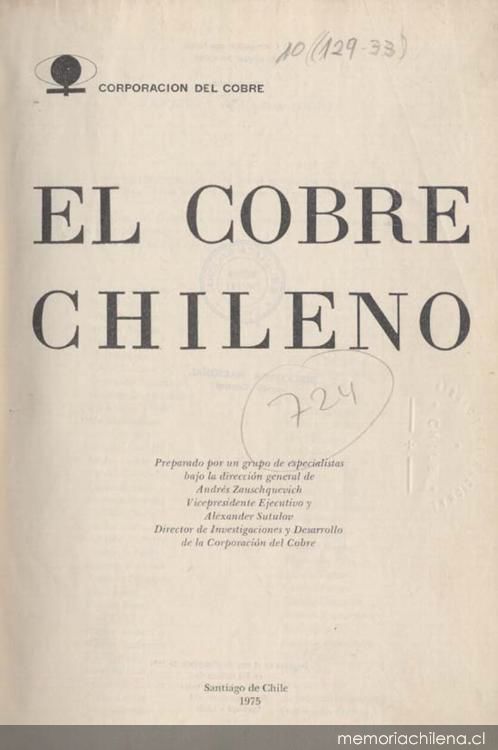 10 (129-33)
CORPORACION DEL COBRE
EL COBRE
CHILENO
724
Preparado por un grupo de especialistas
bajo la dirección general de
Andrés Zauschquevich
Vicepresidente Ejecutivo y
Alexander Sutulov
Director de Investigaciones y Desarrollo
de la Corporación del Cobre
Santiago de Chile
1975
memoriachilena.cl